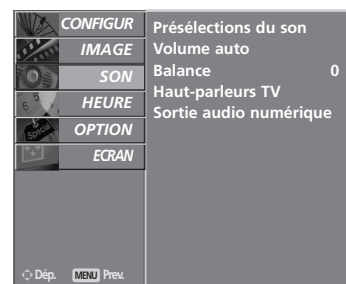 CONFIGUR
IMAGE
SON
HEURE
OPTION
ECRAN
Présélections du son
Volume auto
Balance 0
Haut-parleurs TV
Sortie audio numérique
Dép. MENU Prev.